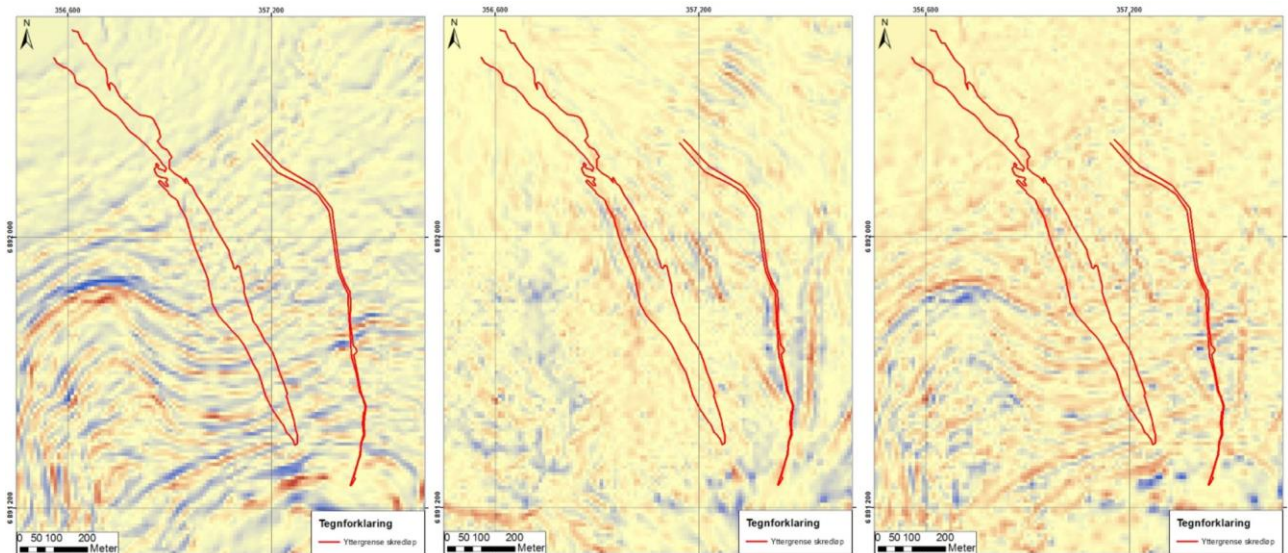 356,600 357,200
N
6 892 000
6 891 200
0 50 100 200
Meter
Tegnforklaring
Yttergrense skredløp
356,600 357,200
N
6 892 000
6 891 200
0 50 100 200
Meter
Tegnforklaring
Yttergrense skredløp
356,600 357,200
N
6 892 000
6 891 200
0 50 100 200
Meter
Tegnforklaring
Yttergrense skredløp